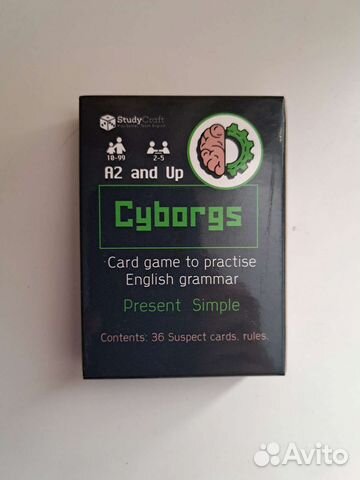 StudyCraft
10-99
2-5
A2 and Up
Cyborgs
Card game to practise
English grammar
Present Simple
Contents: 36 Suspect cards, rules.
Avito